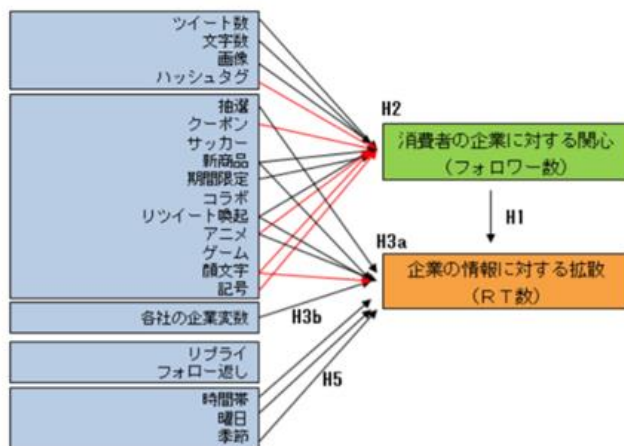 ツイート数
文字数
画像
ハッシュタグ
抽選
クーポン
サッカー
新商品
期間限定
コラボ
リツイート喚起
アニメ
ゲーム
顔文字
記号
各社の企業変数
リプライ
フォロー返し
時間帯
曜日
季節
H2
消費者の企業に対する関心
（フォロワー数）
H1
H3a
企業の情報に対する拡散
（ＲＴ数）
H3b
H5